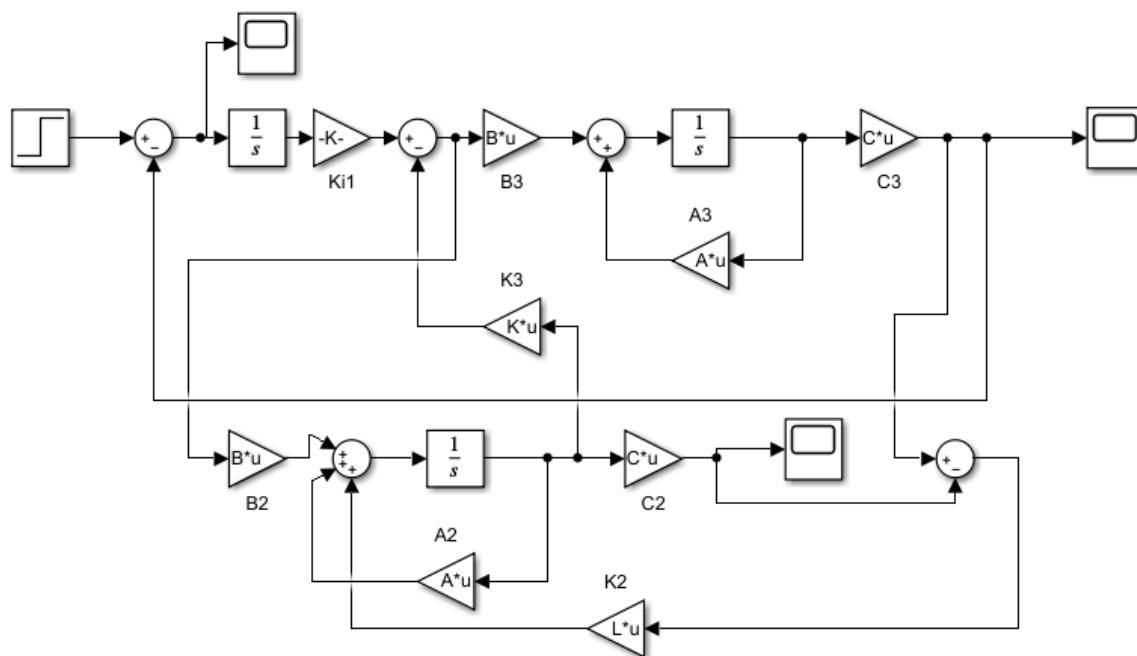 +
−
1
s
-K-
Ki1
+
−
B*u
B3
+
+
1
s
C*u
C3
A3
A*u
K3
K*u
B*u
B2
+
+
+
1
s
C*u
C2
+
−
A2
A*u
K2
L*u